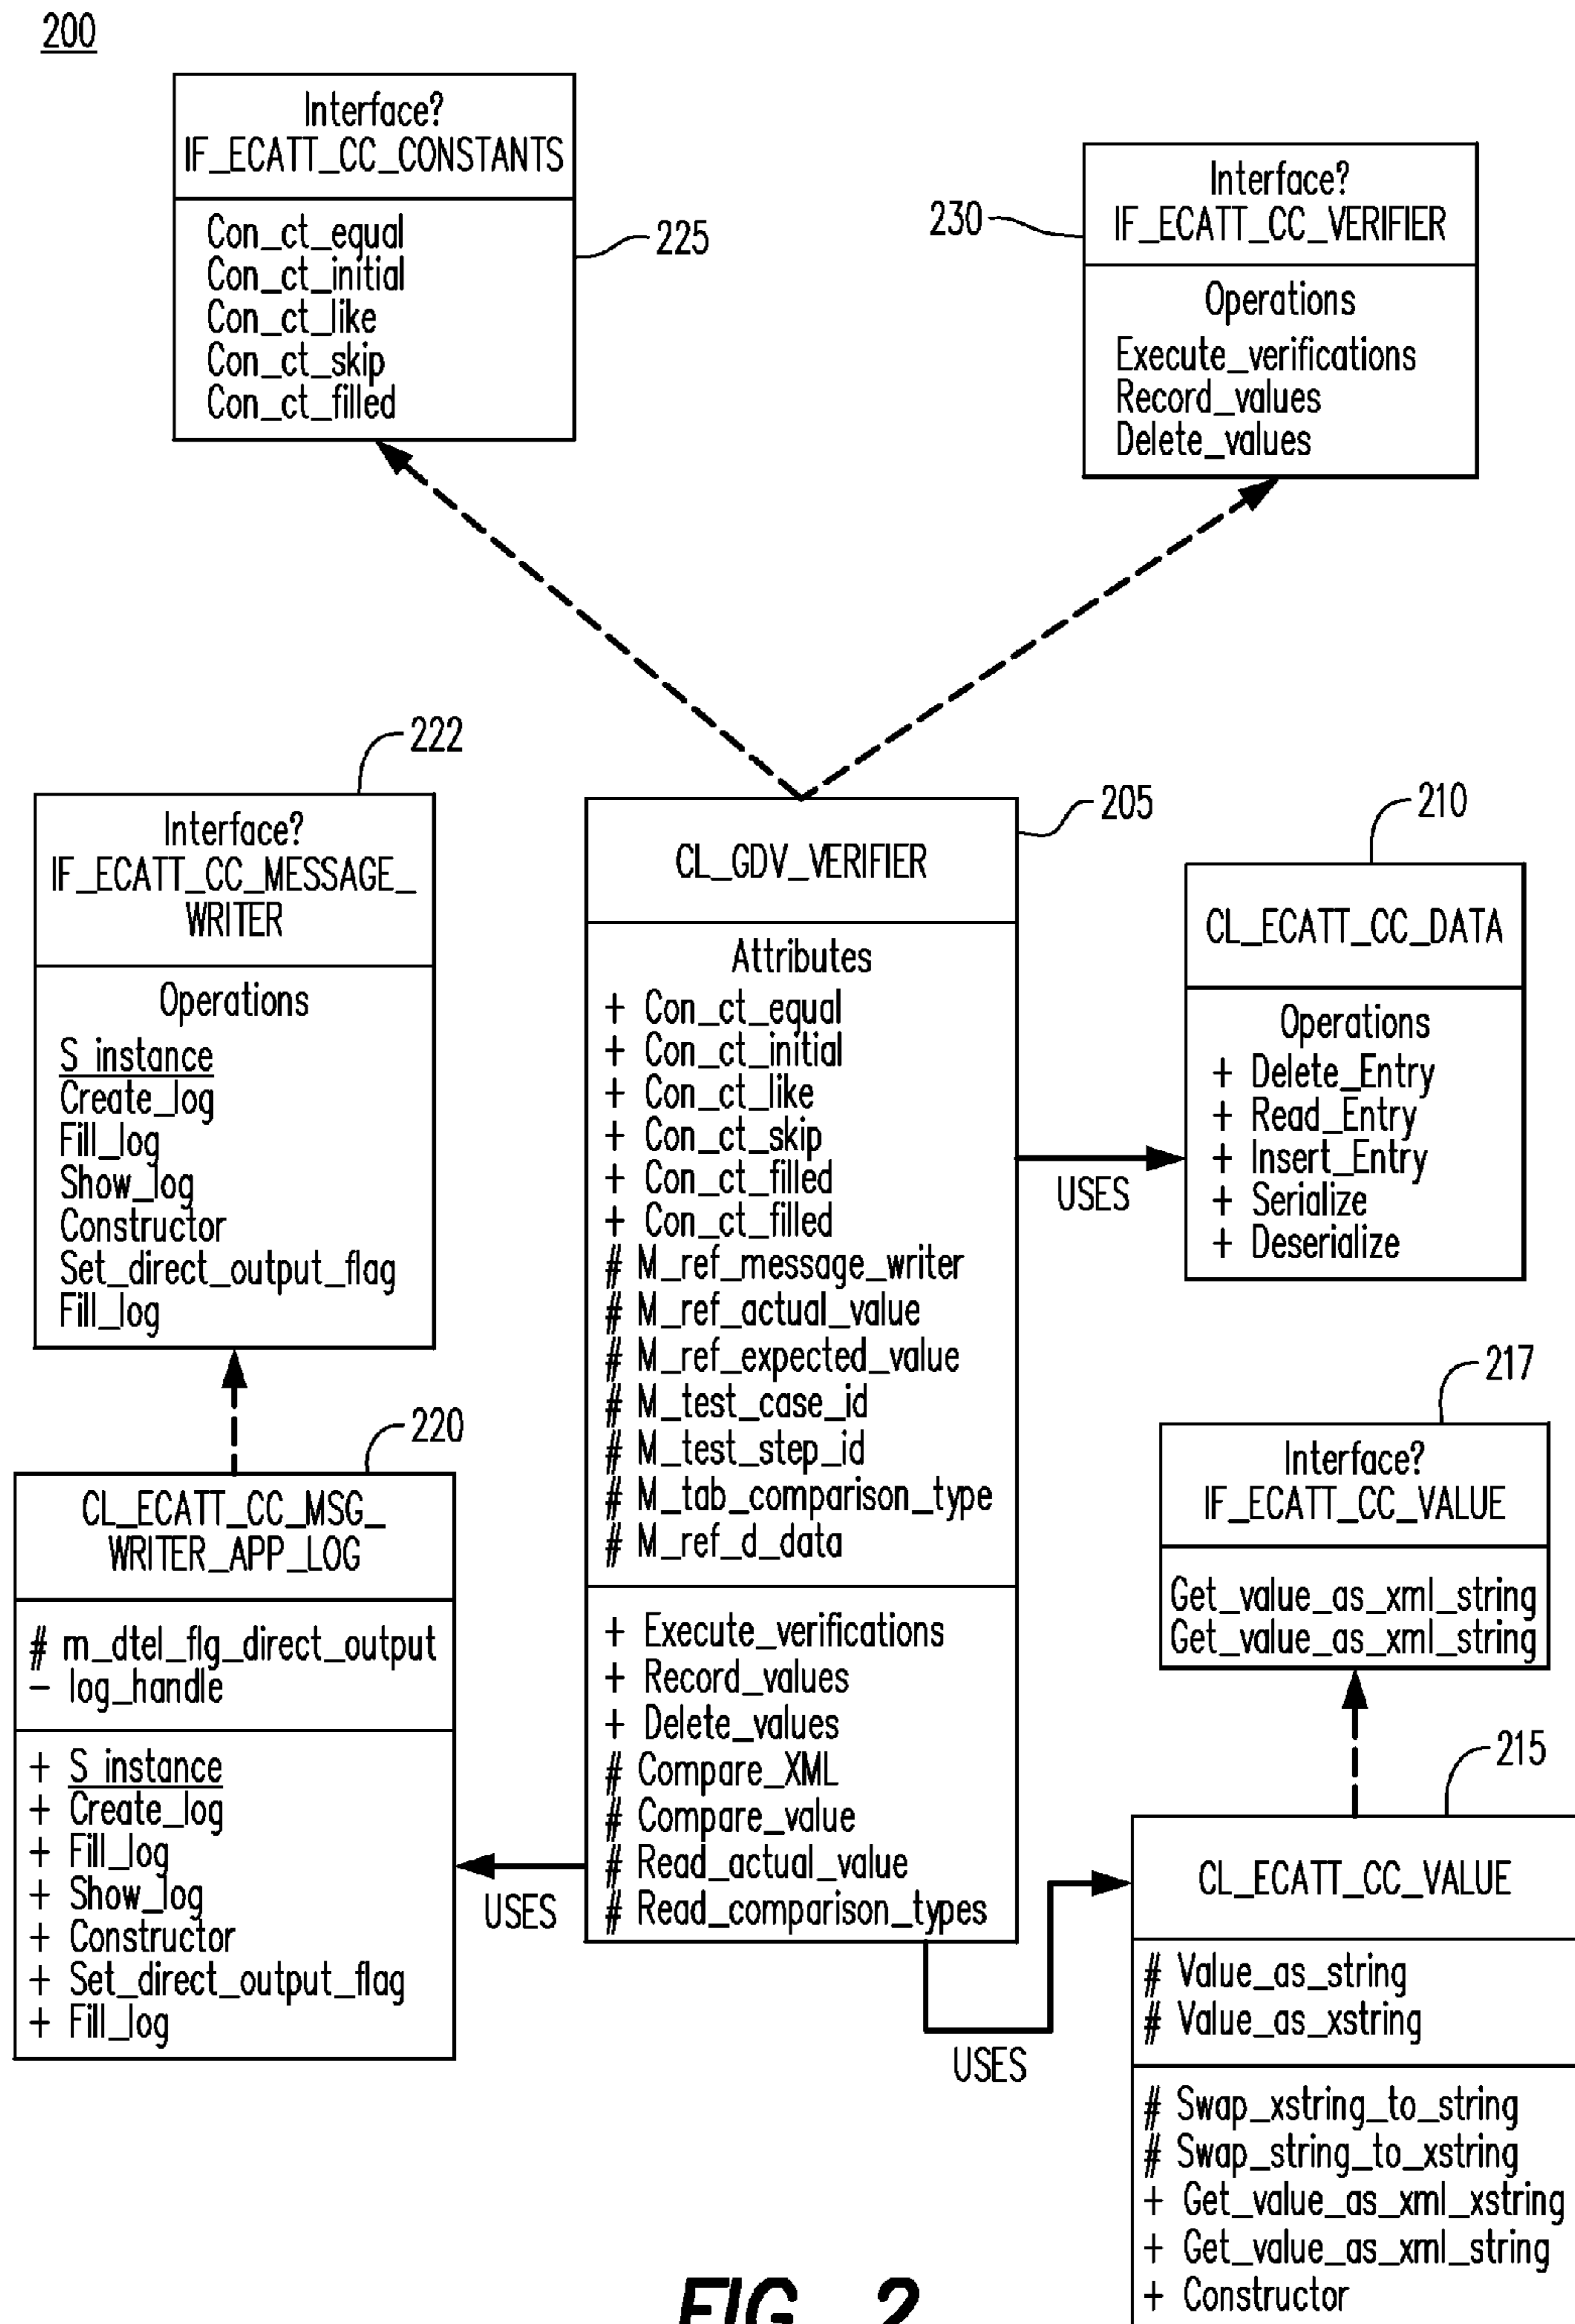 200
Interface?
IF_ECATT_CC_CONSTANTS
Con_ct_equal
Con_ct_initial
Con_ct_like
Con_ct_skip
Con_ct_filled
225
230
Interface?
IF_ECATT_CC_VERIFIER
Operations
Execute_verifications
Record_values
Delete_values
222
Interface?
IF_ECATT_CC_MESSAGE_
WRITER
Operations
S instance
Create_log
Fill_log
Show_log
Constructor
Set_direct_output_flag
Fill_log
205
CL_GDV_VERIFIER
Attributes
+ Con_ct_equal
+ Con_ct_initial
+ Con_ct_like
+ Con_ct_skip
+ Con_ct_filled
+ Con_ct_filled
# M_ref_message_writer
# M_ref_actual_value
# M_ref_expected_value
# M_test_case_id
# M_test_step_id
# M_tab_comparison_type
# M_ref_d_data
+ Execute_verifications
+ Record_values
+ Delete_values
# Compare_XML
# Compare_value
# Read_actual_value
# Read_comparison_types
210
CL_ECATT_CC_DATA
Operations
+ Delete_Entry
+ Read_Entry
+ Insert_Entry
+ Serialize
+ Deserialize
USES
217
Interface?
IF_ECATT_CC_VALUE
Get_value_as_xml_string
Get_value_as_xml_string
220
CL_ECATT_CC_MSG_
WRITER_APP_LOG
# m_dtel_flg_direct_output
– log_handle
+ S instance
+ Create_log
+ Fill_log
+ Show_log
+ Constructor
+ Set_direct_output_flag
+ Fill_log
USES
215
CL_ECATT_CC_VALUE
# Value_as_string
# Value_as_xstring
# Swap_xstring_to_string
# Swap_string_to_xstring
+ Get_value_as_xml_xstring
+ Get_value_as_xml_string
+ Constructor
USES
FIG. 2